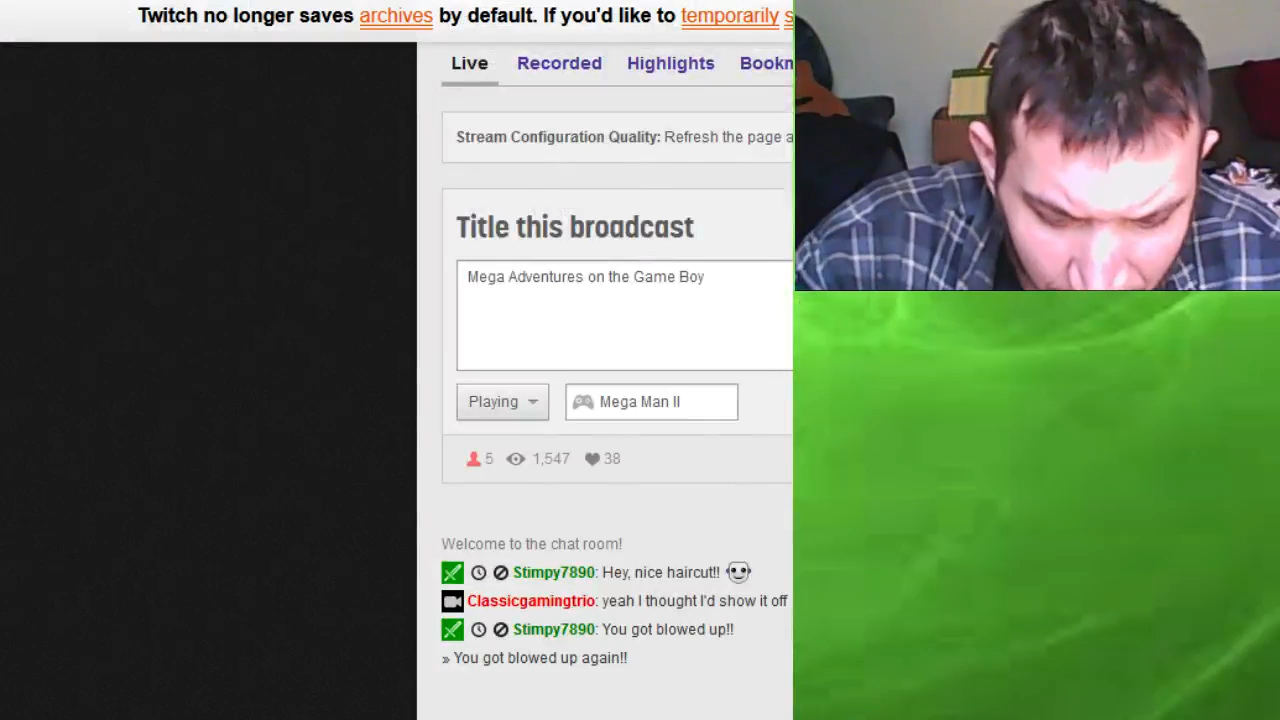 Twitch no longer saves archives by default. If you'd like to temporarily
Live Recorded Highlights
Stream Configuration Quality: Refresh the page
Title this broadcast
Mega Adventures on the Game Boy
Playing Mega Man II
5 1,547 38
Welcome to the chat room!
Stimpy7890: Hey, nice haircut!!
Classicgamingtrio: yeah I thought I'd show it off
Stimpy7890: You got blowed up!!
» You got blowed up again!!